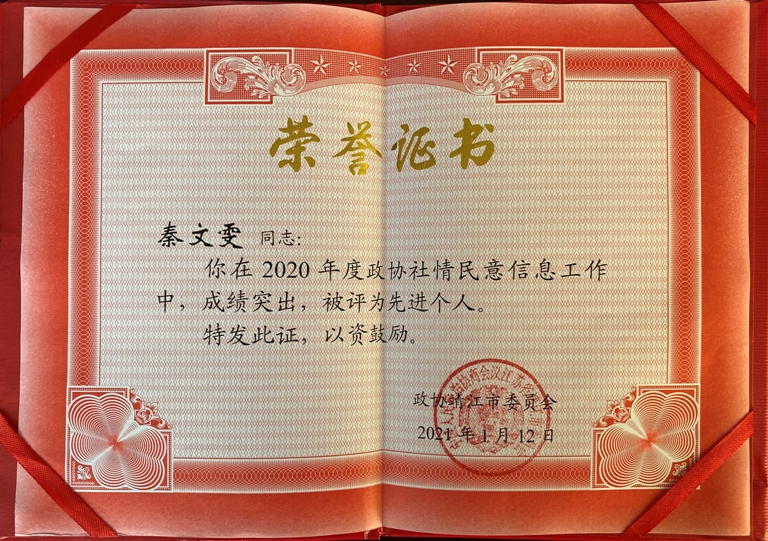 荣誉证书
秦文雯 同志：
你在 2020 年度政协社情民意信息工作
中，成绩突出，被评为先进个人。
特发此证，以资鼓励。
政协靖江市委员会
2021 年 1 月 12 日